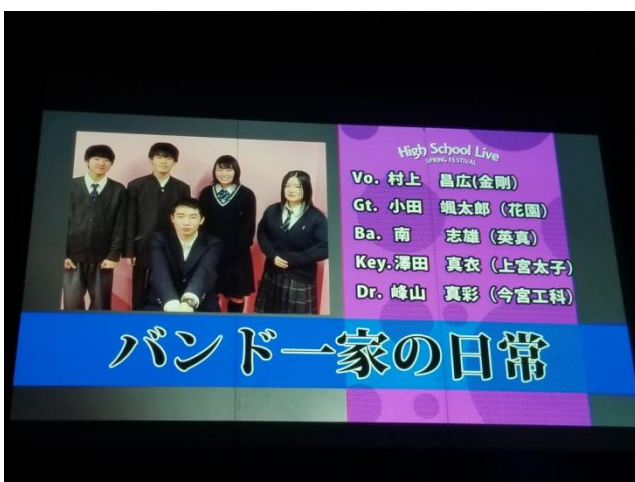 High School Live
SPRING FESTIVAL
Vo. 村上 昌広(金剛)
Gt. 小田 颯太郎 (花園)
Ba. 南 志雄 (英真)
Key.澤田 真衣 (上宮太子)
Dr. 峰山 真彩 (今宮工科)
バンド一家の日常